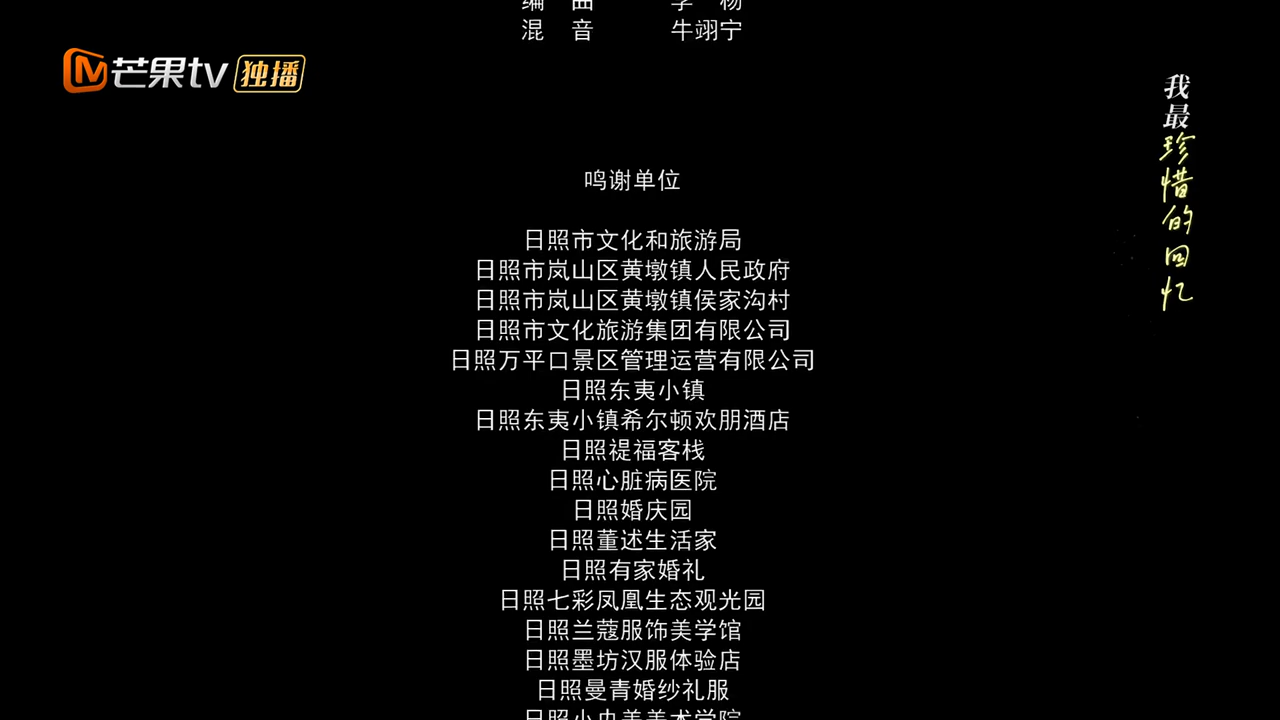 编 曲 李 杨
混 音 牛翊宁
芒果tv 独播
我最珍惜的回忆
鸣谢单位
日照市文化和旅游局
日照市岚山区黄墩镇人民政府
日照市岚山区黄墩镇侯家沟村
日照市文化旅游集团有限公司
日照万平口景区管理运营有限公司
日照东夷小镇
日照东夷小镇希尔顿欢朋酒店
日照禔福客栈
日照心脏病医院
日照婚庆园
日照董述生活家
日照有家婚礼
日照七彩凤凰生态观光园
日照兰蔻服饰美学馆
日照墨坊汉服体验店
日照曼青婚纱礼服